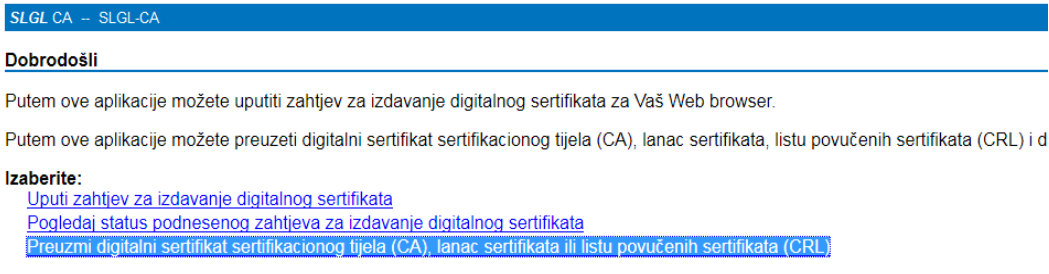 SLGL CA -- SLGL-CA
Dobrodošli
Putem ove aplikacije možete uputiti zahtjev za izdavanje digitalnog sertifikata za Vaš Web browser.
Putem ove aplikacije možete preuzeti digitalni sertifikat sertifikacionog tijela (CA), lanac sertifikata, listu povučenih sertifikata (CRL) i d
Izaberite:
Uputi zahtjev za izdavanje digitalnog sertifikata
Pogledaj status podnesenog zahtjeva za izdavanje digitalnog sertifikata
Preuzmi digitalni sertifikat sertifikacionog tijela (CA), lanac sertifikata ili listu povučenih sertifikata (CRL)